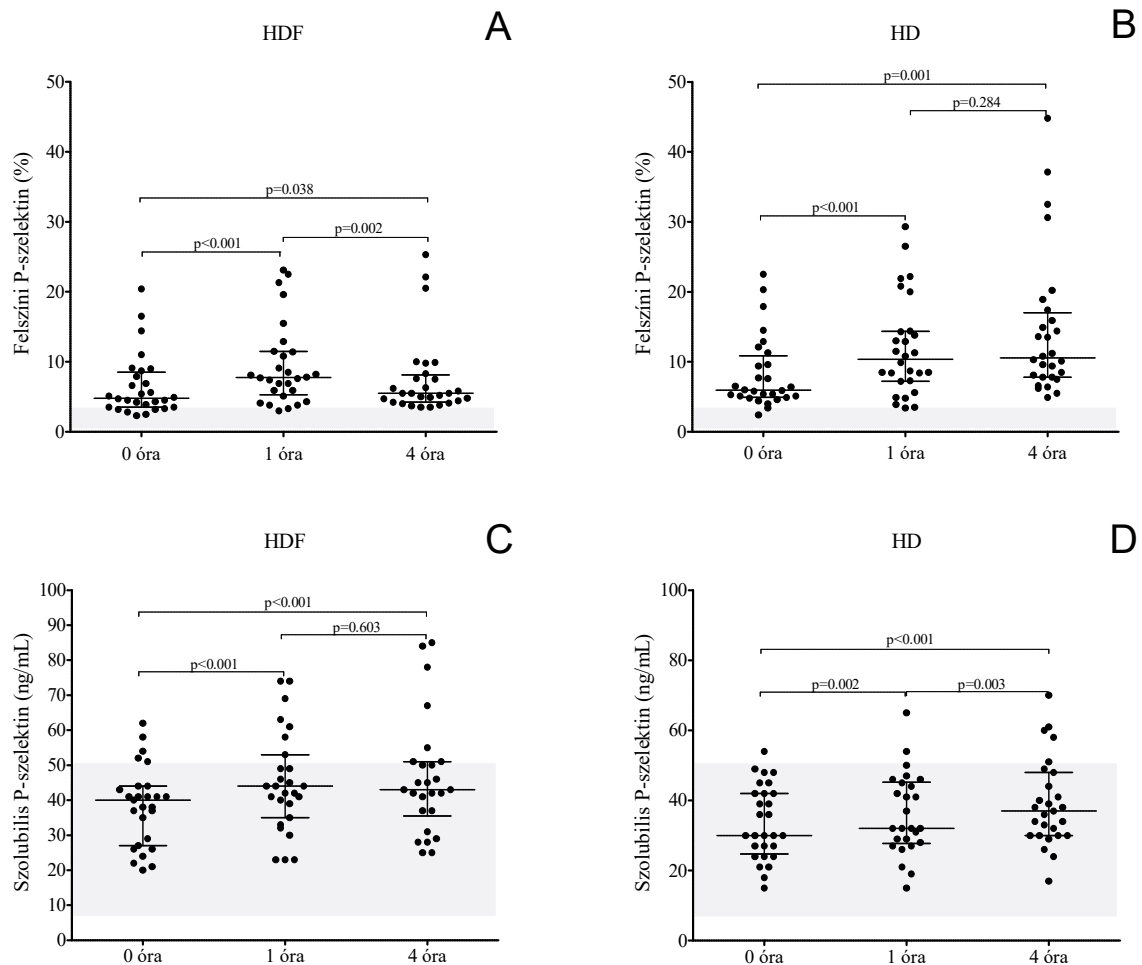 HDF
A
Felszíni P-szelektin (%)
50
40
30
20
10
0
p=0.038
p<0.001
p=0.002
0 óra
1 óra
4 óra
HD
B
Felszíni P-szelektin (%)
50
40
30
20
10
0
p=0.001
p=0.284
p<0.001
0 óra
1 óra
4 óra
HDF
C
Szolubilis P-szelektin (ng/mL)
100
90
80
70
60
50
40
30
20
10
0
p<0.001
p=0.603
p<0.001
0 óra
1 óra
4 óra
HD
D
Szolubilis P-szelektin (ng/mL)
100
80
60
40
20
0
p<0.001
p=0.002
p=0.003
0 óra
1 óra
4 óra